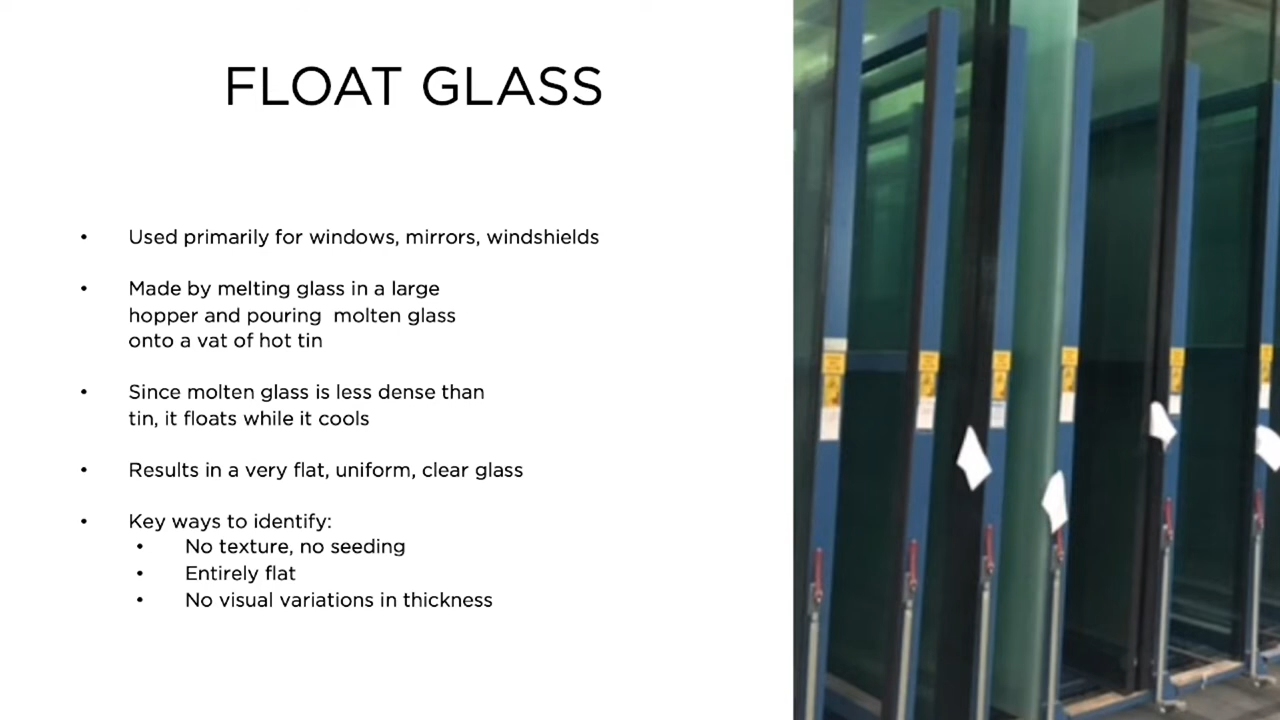 FLOAT GLASS
• Used primarily for windows, mirrors, windshields
• Made by melting glass in a large
hopper and pouring  molten glass
onto a vat of hot tin
• Since molten glass is less dense than
tin, it floats while it cools
• Results in a very flat, uniform, clear glass
• Key ways to identify:
• No texture, no seeding
• Entirely flat
• No visual variations in thickness